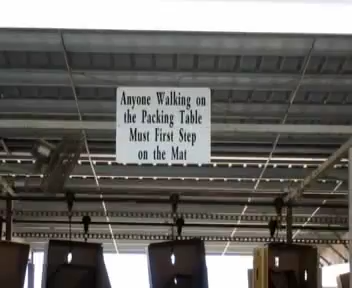 Anyone Walking on
the Packing Table
Must First Step
on the Mat